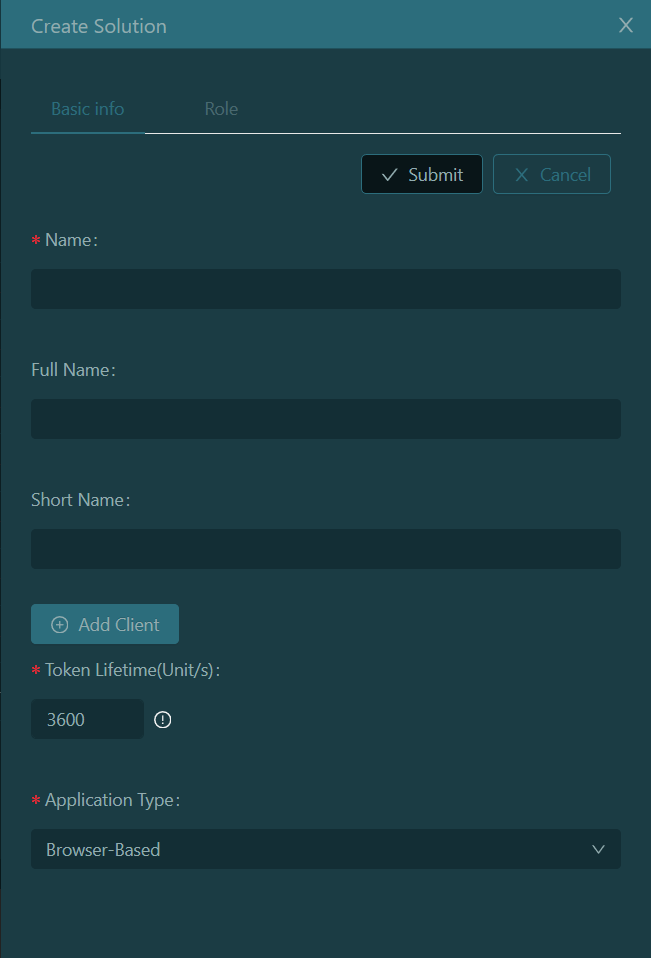 Create Solution
Basic info Role
Submit Cancel
* Name:
Full Name:
Short Name:
Add Client
* Token Lifetime(Unit/s):
3600
* Application Type:
Browser-Based